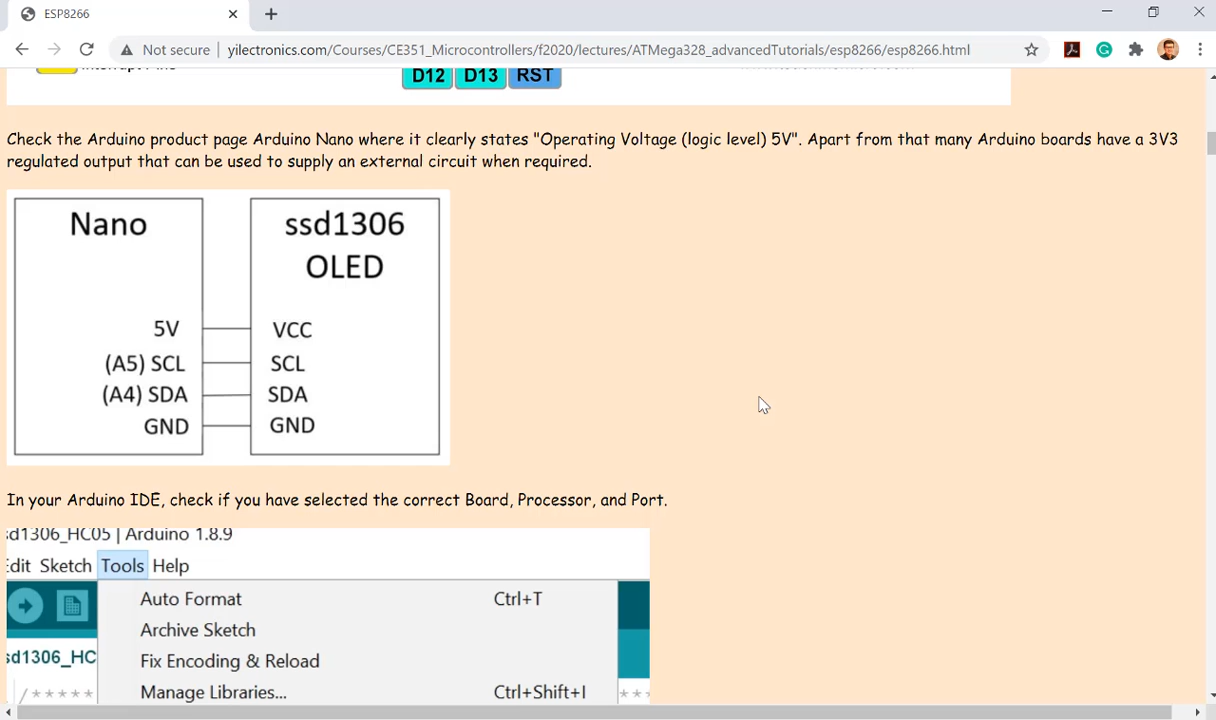 ESP8266
Not secure yilectronics.com/Courses/CE351_Microcontrollers/f2020/lectures/ATMega328_advancedTutorials/esp8266/esp8266.html
D12 D13 RST
Check the Arduino product page Arduino Nano where it clearly states "Operating Voltage (logic level) 5V". Apart from that many Arduino boards have a 3V3
regulated output that can be used to supply an external circuit when required.
Nano
ssd1306
OLED
5V VCC
(A5) SCL SCL
(A4) SDA SDA
GND GND
In your Arduino IDE, check if you have selected the correct Board, Processor, and Port.
sd1306_HC05 | Arduino 1.8.9
Edit Sketch Tools Help
Auto Format Ctrl+T
Archive Sketch
sd1306_HC Fix Encoding & Reload
/***** Manage Libraries... Ctrl+Shift+I ***